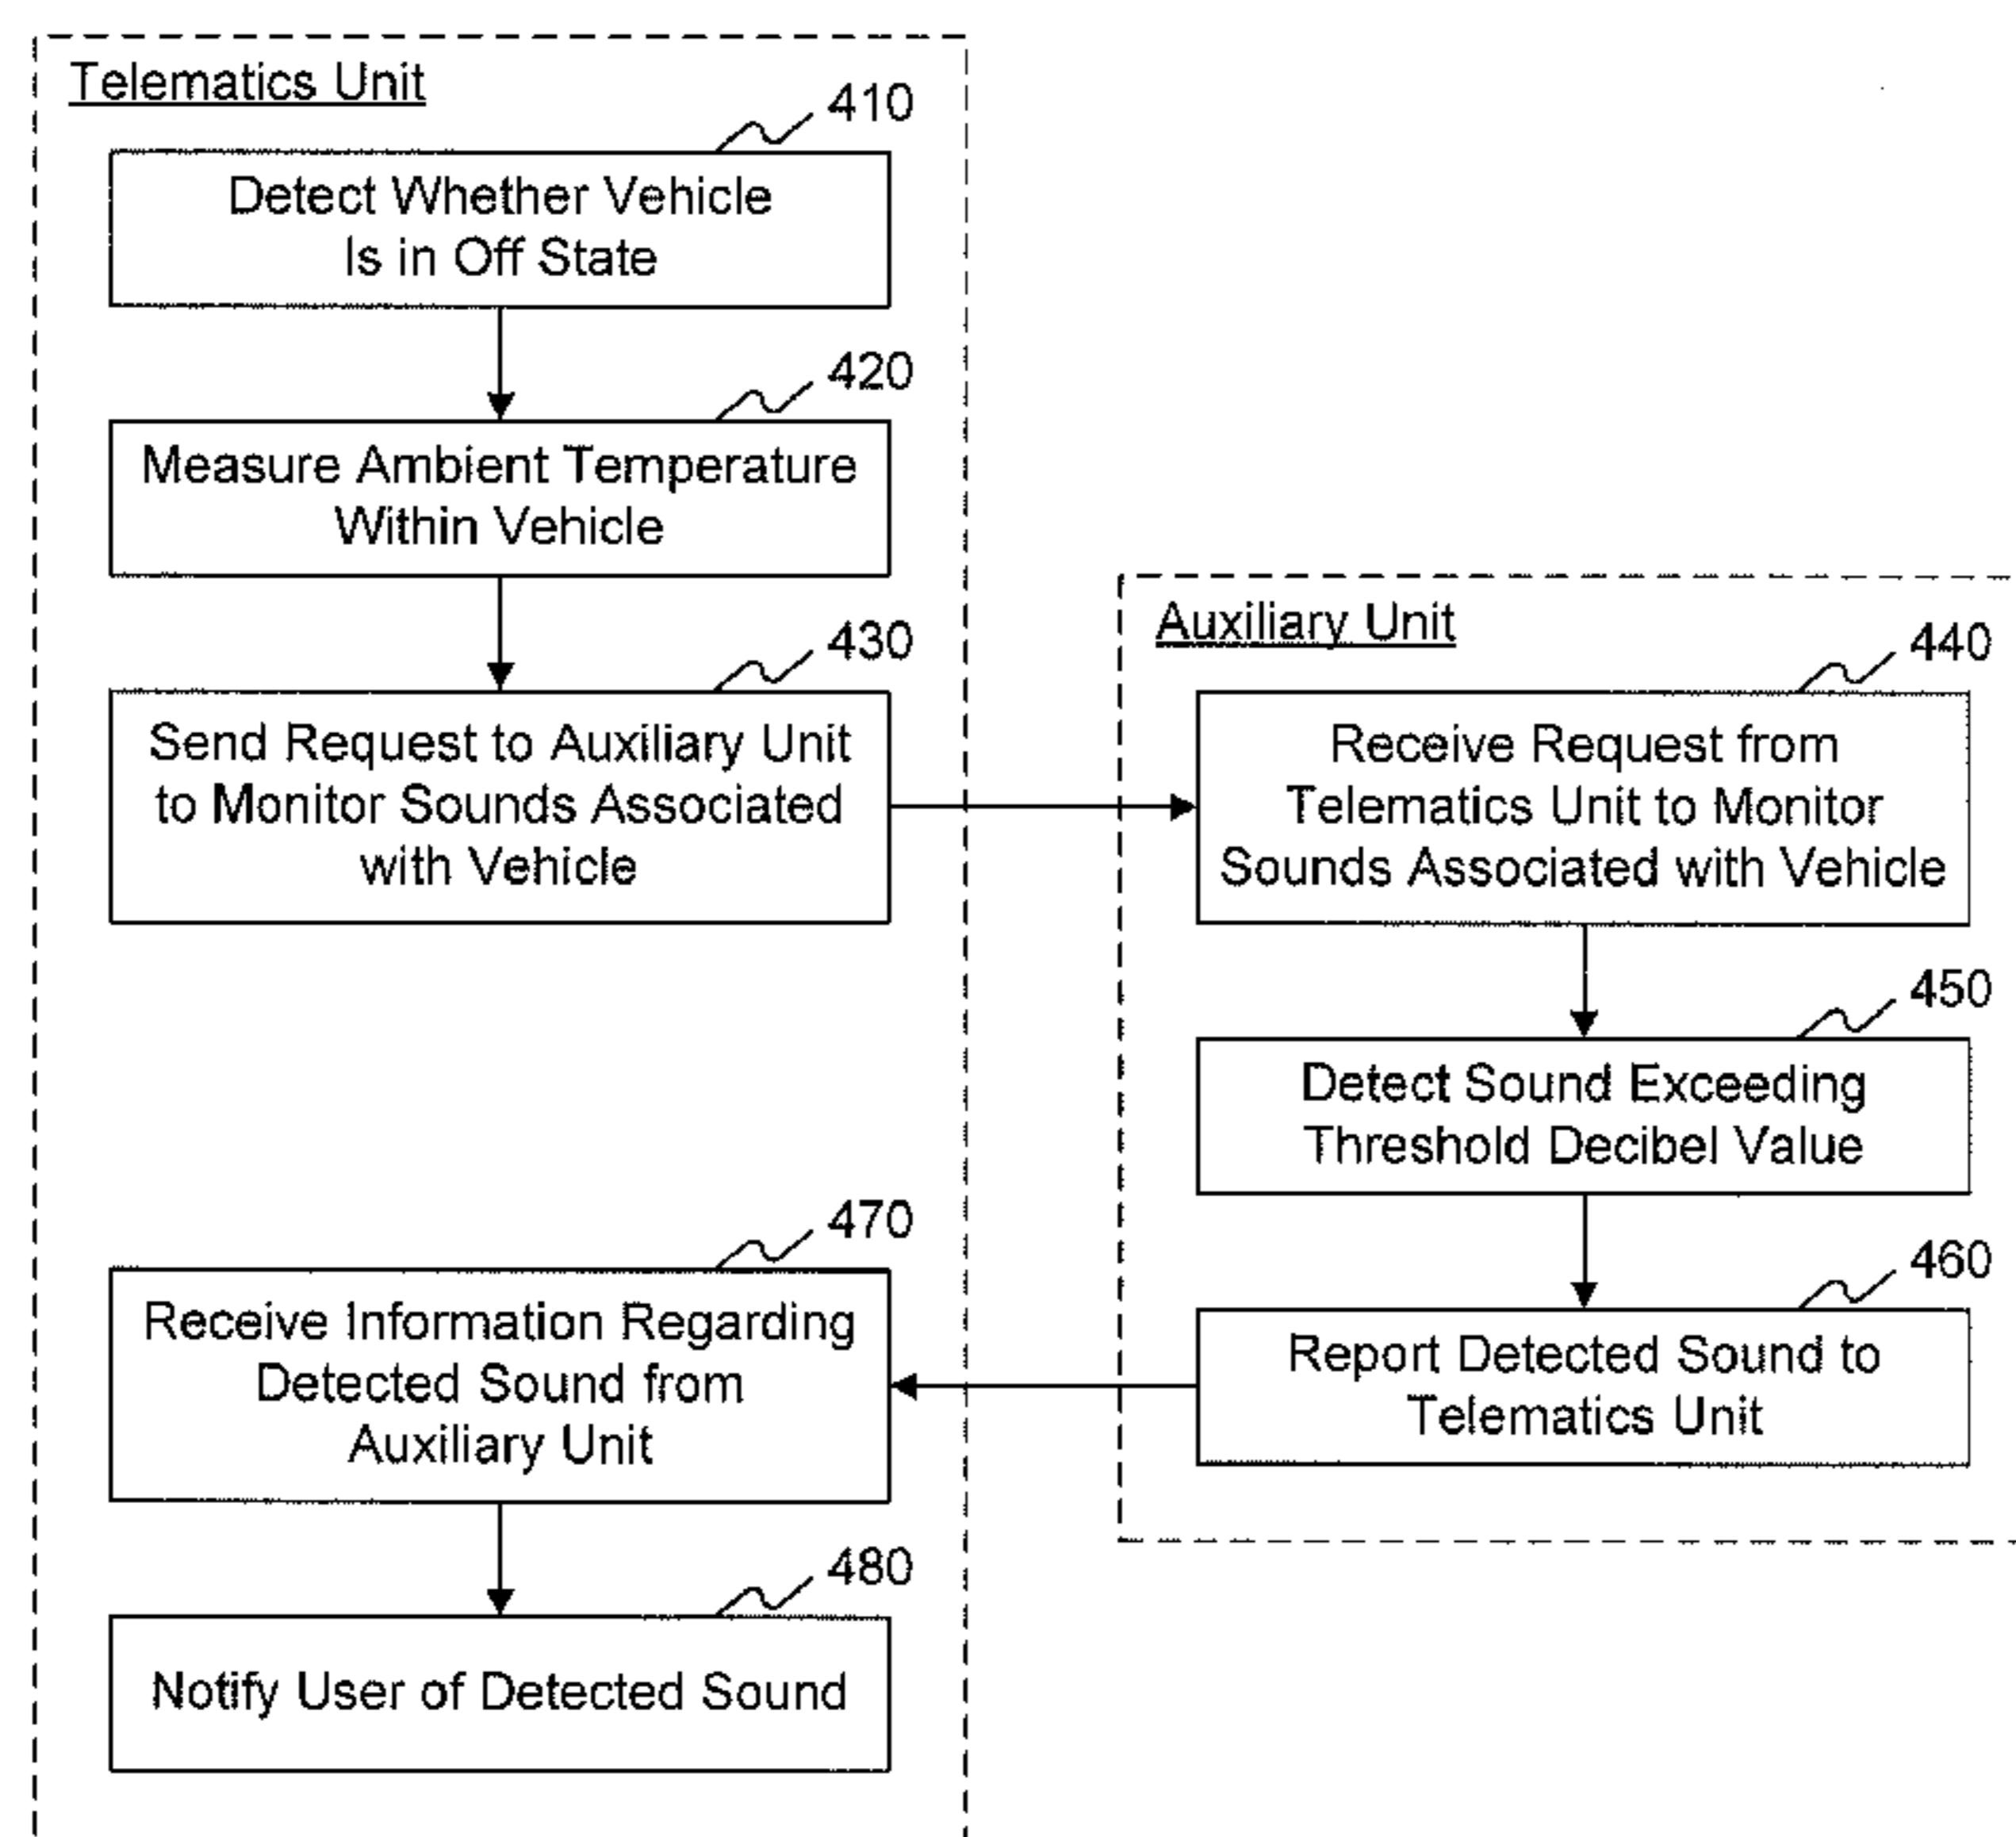 Telematics Unit
410
Detect Whether Vehicle
Is in Off State
420
Measure Ambient Temperature
Within Vehicle
430
Send Request to Auxiliary Unit
to Monitor Sounds Associated
with Vehicle
Auxiliary Unit
440
Receive Request from
Telematics Unit to Monitor
Sounds Associated with Vehicle
450
Detect Sound Exceeding
Threshold Decibel Value
460
Report Detected Sound to
Telematics Unit
470
Receive Information Regarding
Detected Sound from
Auxiliary Unit
480
Notify User of Detected Sound